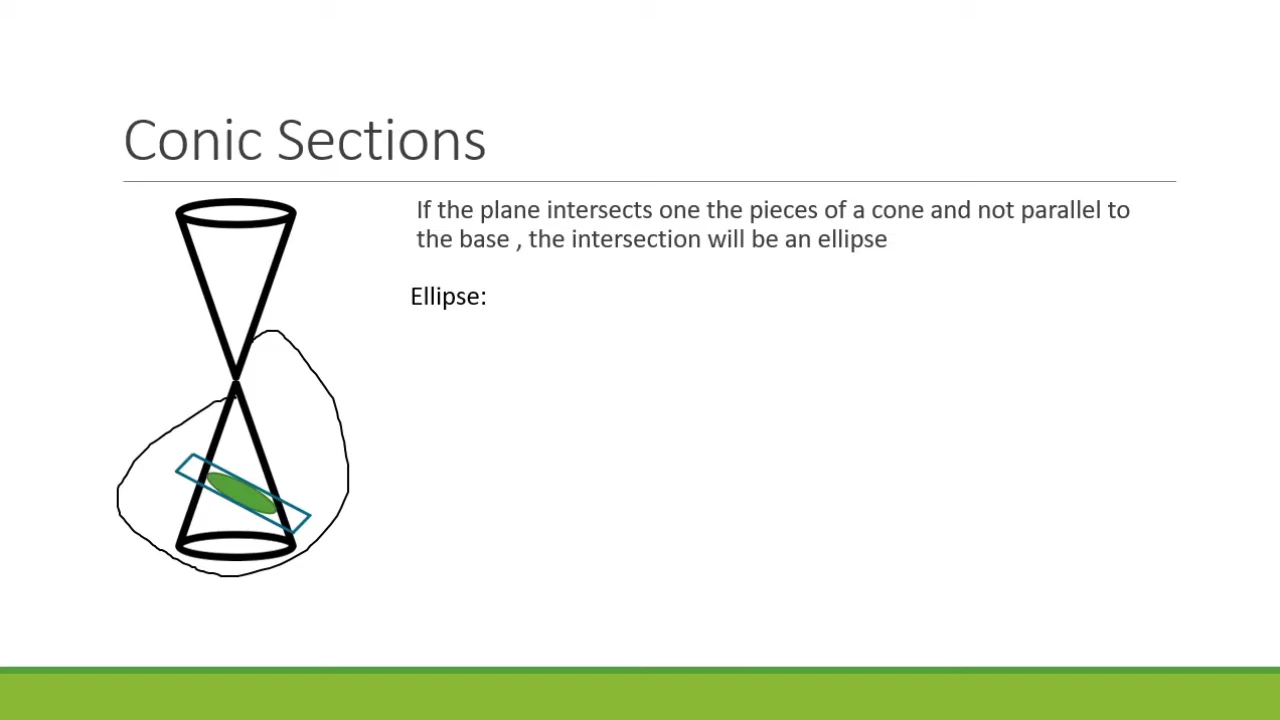 Conic Sections
If the plane intersects one the pieces of a cone and not parallel to
the base , the intersection will be an ellipse
Ellipse: